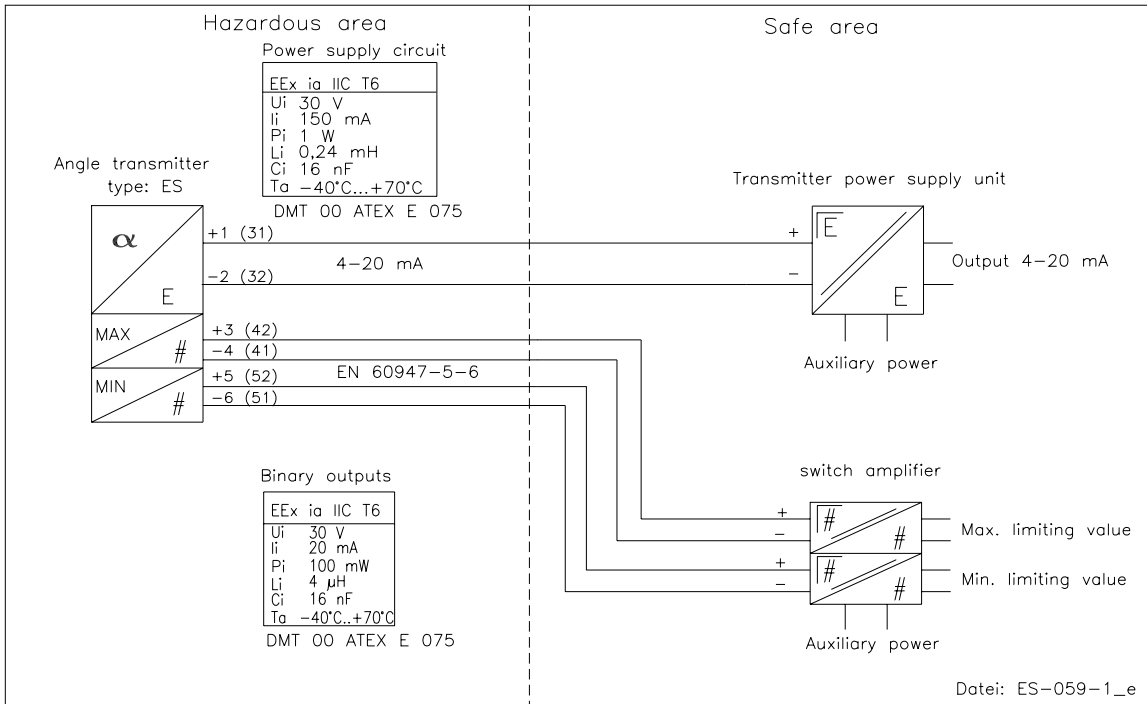 Hazardous area
Safe area
Power supply circuit
EEx ia IIC T6
Ui 30 V
Ii 150 mA
Pi 1 W
Li 0,24 mH
Ci 16 nF
Ta -40°C...+70°C
DMT 00 ATEX E 075
Angle transmitter
type: ES
α
E
+1 (31)
4-20 mA
-2 (32)
MAX
#
+3 (42)
-4 (41)
MIN
#
+5 (52)
EN 60947-5-6
-6 (51)
Transmitter power supply unit
+
-
E
E
Output 4-20 mA
Auxiliary power
Binary outputs
EEx ia IIC T6
Ui 30 V
Ii 20 mA
Pi 100 mW
Li 4 µH
Ci 16 nF
Ta -40°C..+70°C
DMT 00 ATEX E 075
switch amplifier
+
-
#
#
Max. limiting value
+
-
#
#
Min. limiting value
Auxiliary power
Datei: ES-059-1_e